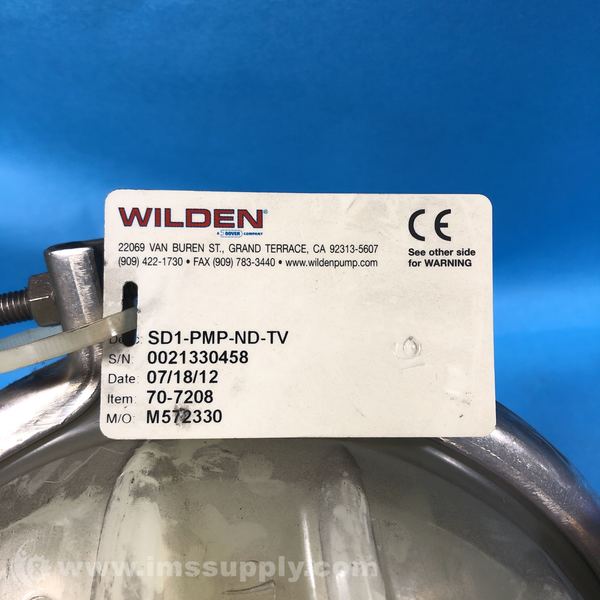 WILDEN®
A DOVER COMPANY
22069 VAN BUREN ST., GRAND TERRACE, CA 92313-5607
(909) 422-1730 • FAX (909) 783-3440 • www.wildenpump.com
CE
See other side
for WARNING
SD1-PMP-ND-TV
S/N: 0021330458
Date: 07/18/12
Item: 70-7208
M/O: M572330
www.imssupply.com